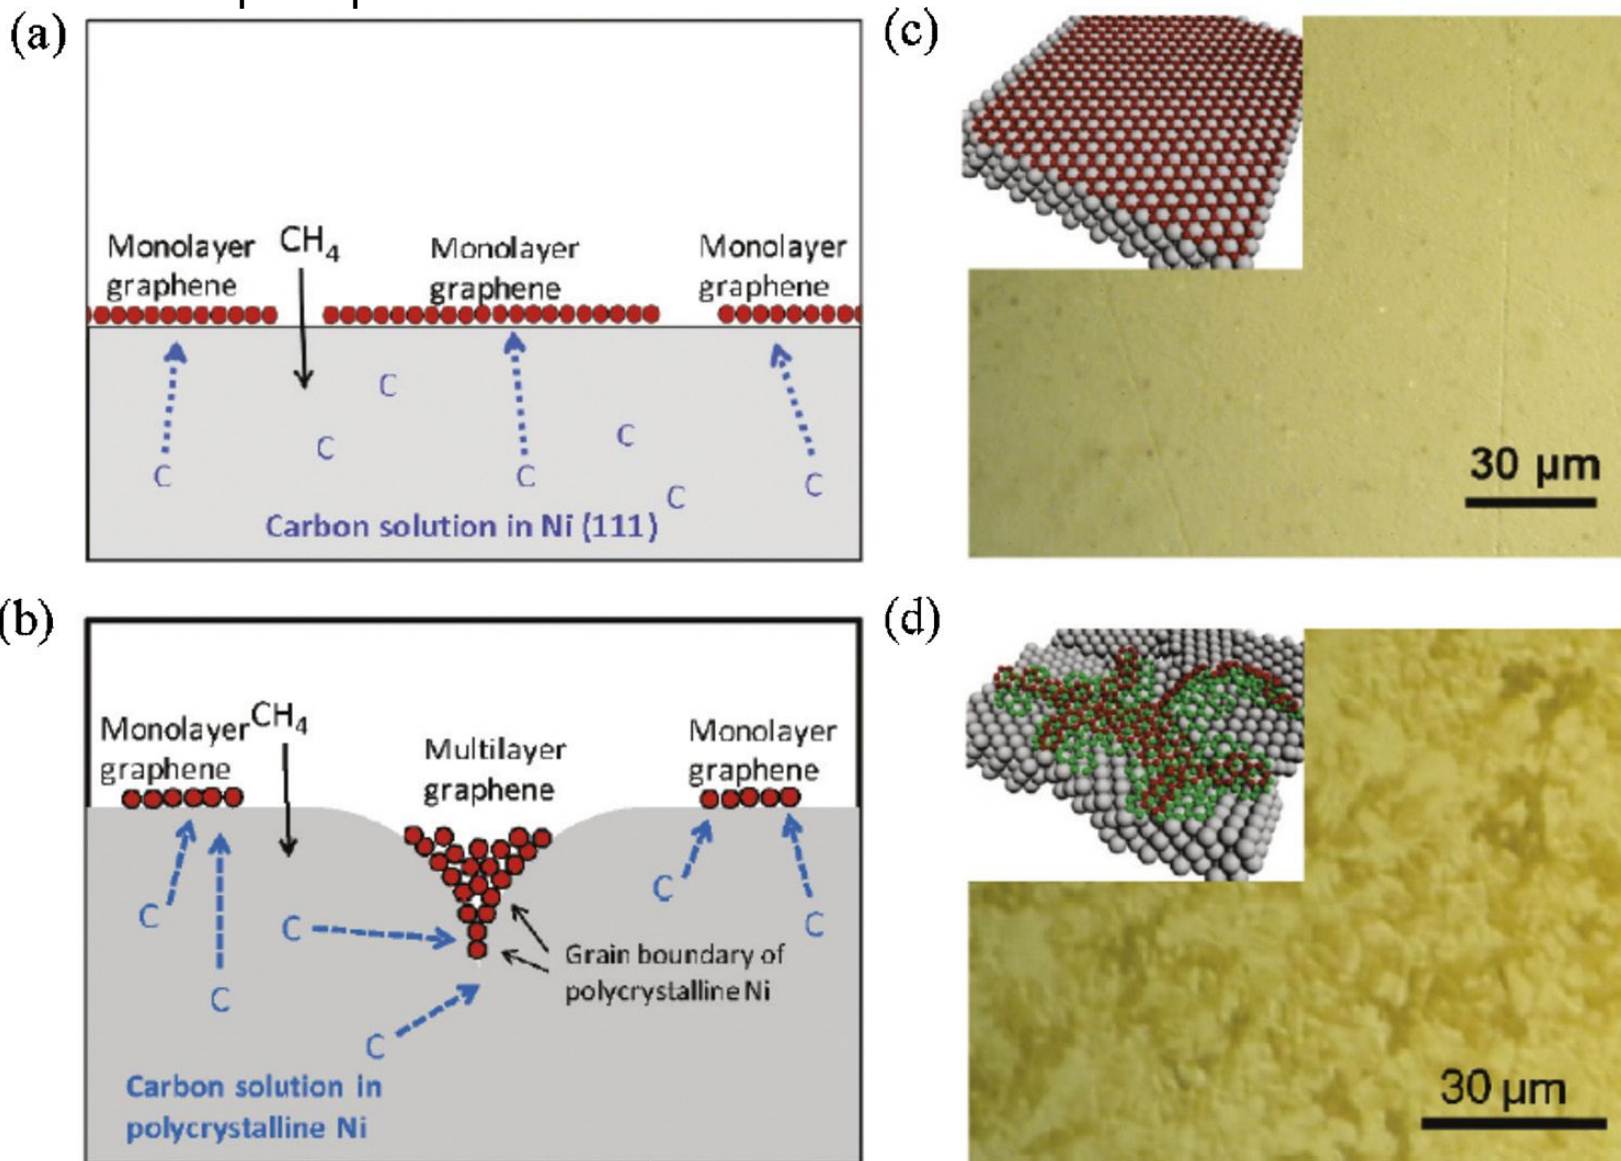 (a)
Monolayer
graphene
CH4
Monolayer
graphene
Monolayer
graphene
C
C
C
C
C
C
C
Carbon solution in Ni (111)
(c)
30 µm
(b)
Monolayer
graphene
CH4
Multilayer
graphene
Monolayer
graphene
C
C
C
C
C
C
Grain boundary of
polycrystalline Ni
Carbon solution in
polycrystalline Ni
(d)
30 µm